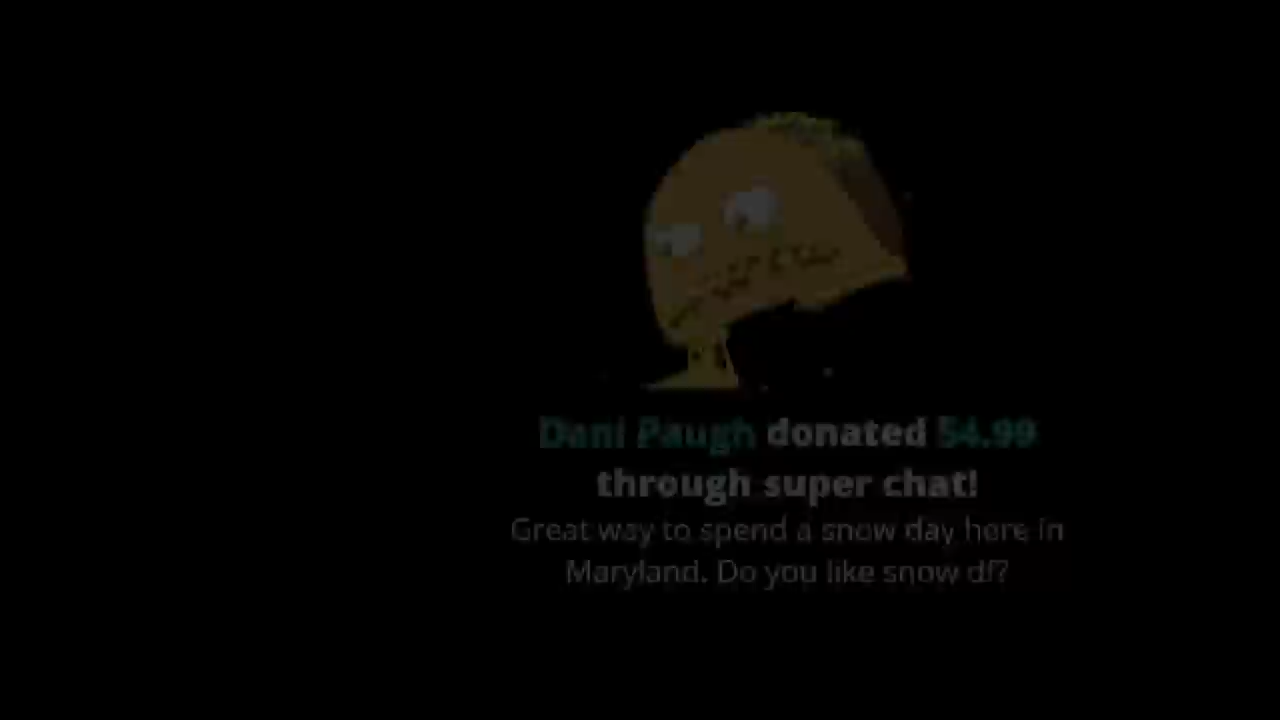 Dani Paugh donated $4.99
through super chat!
Great way to spend a snow day here in
Maryland. Do you like snow df?